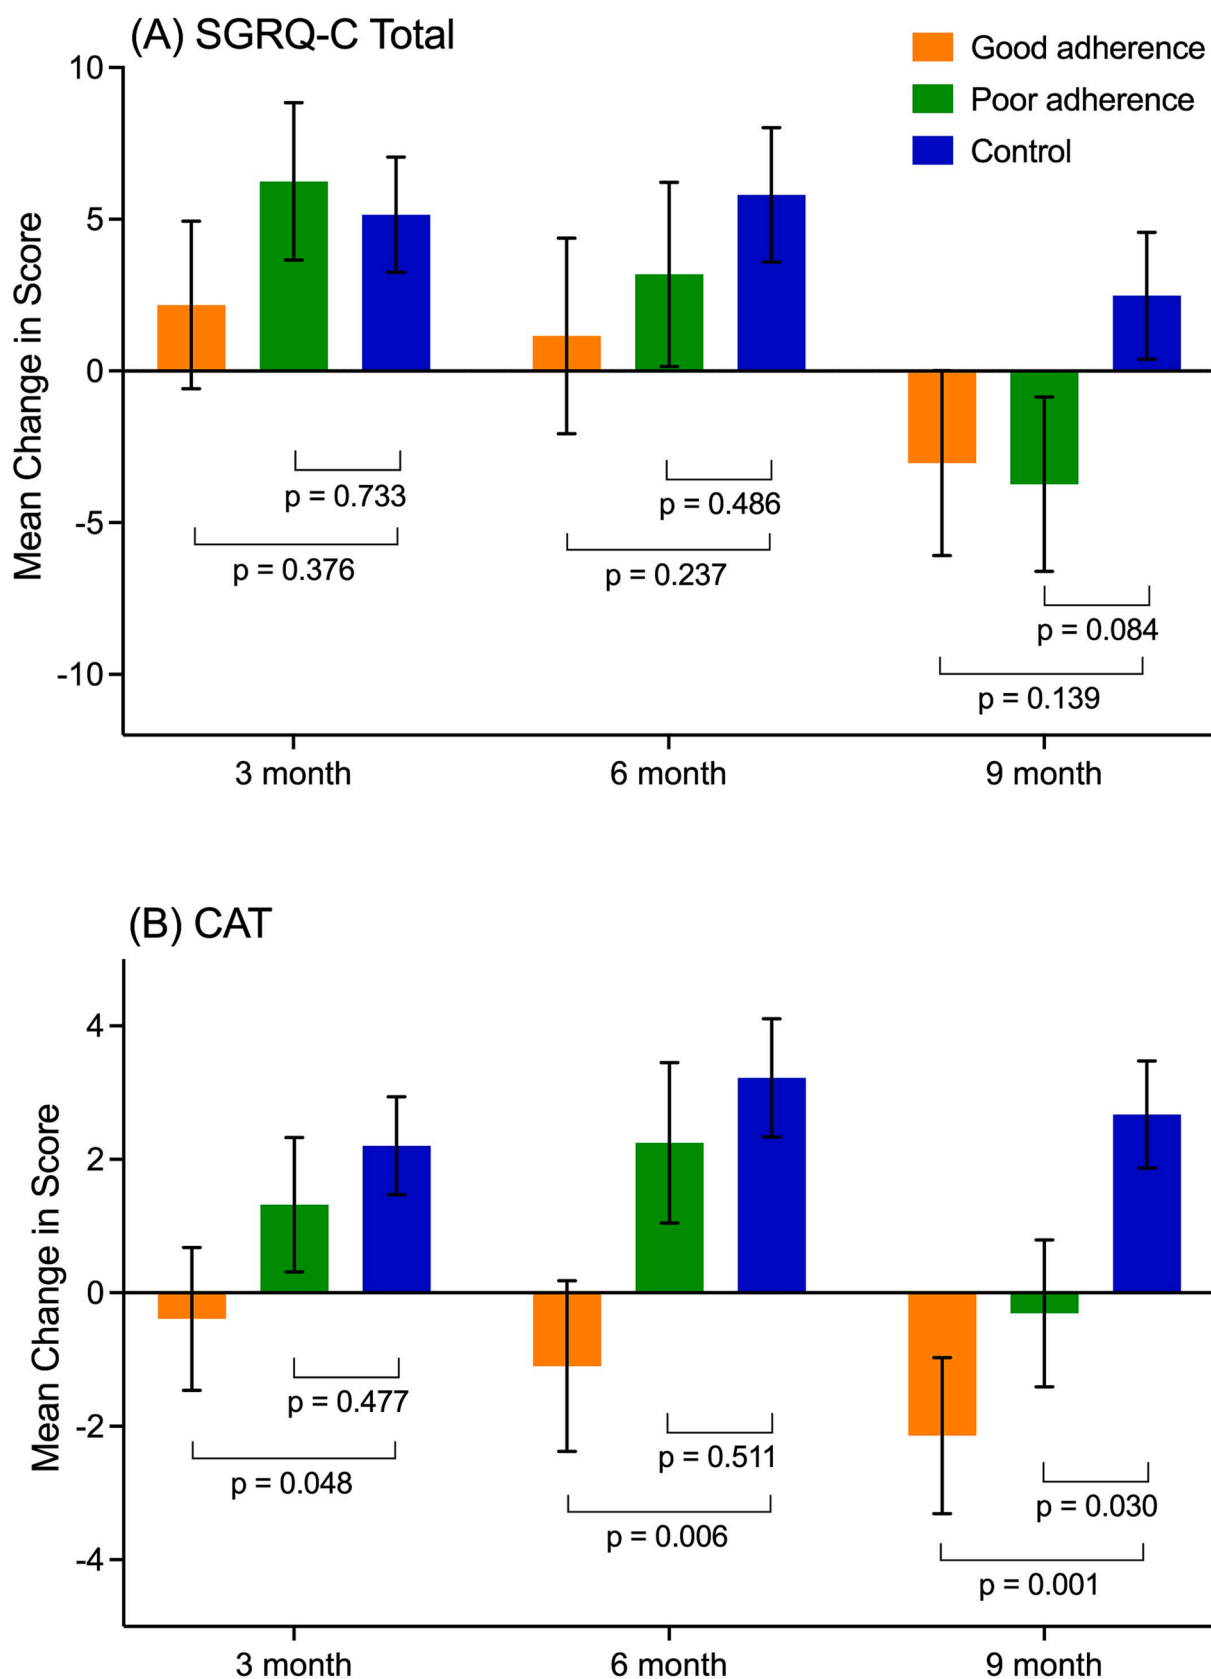 (A) SGRQ-C Total
Good adherence
Poor adherence
Control
Mean Change in Score
10
5
0
-5
-10
p = 0.733
p = 0.376
p = 0.486
p = 0.237
p = 0.084
p = 0.139
3 month
6 month
9 month
(B) CAT
Mean Change in Score
4
2
0
-2
-4
p = 0.477
p = 0.048
p = 0.511
p = 0.006
p = 0.030
p = 0.001
3 month
6 month
9 month